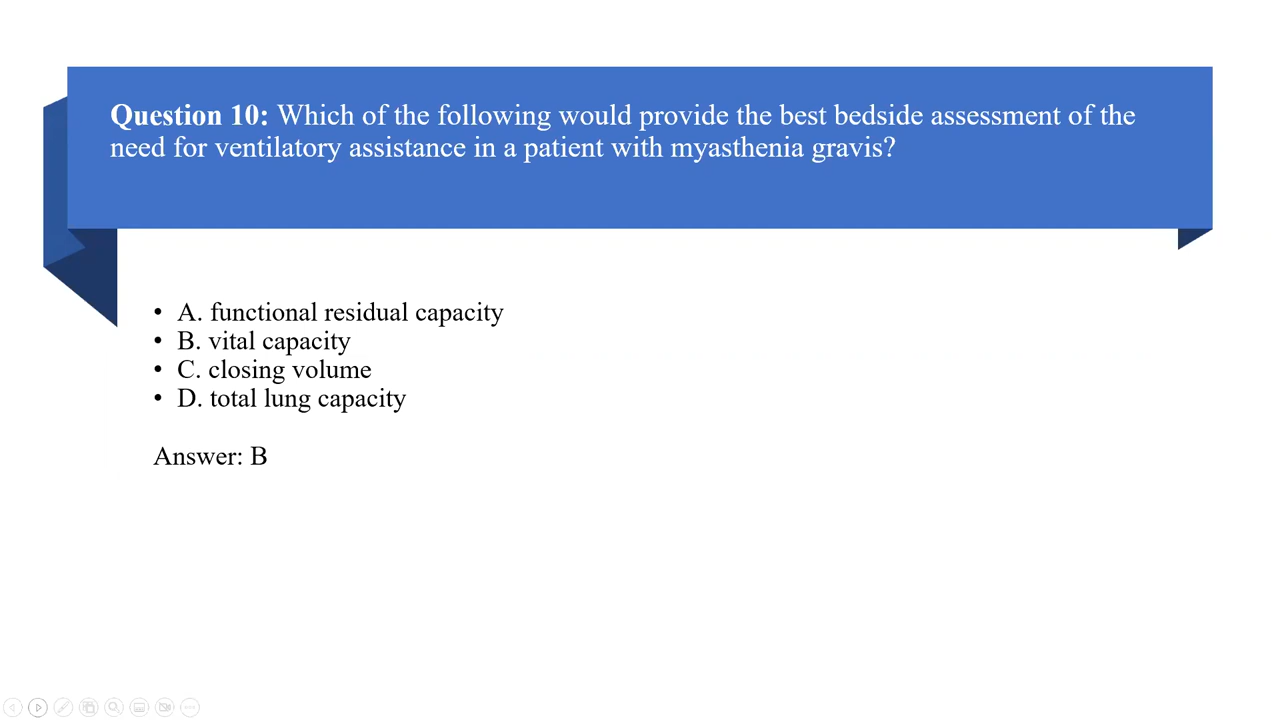 Question 10: Which of the following would provide the best bedside assessment of the
need for ventilatory assistance in a patient with myasthenia gravis?
• A. functional residual capacity
• B. vital capacity
• C. closing volume
• D. total lung capacity
Answer: B